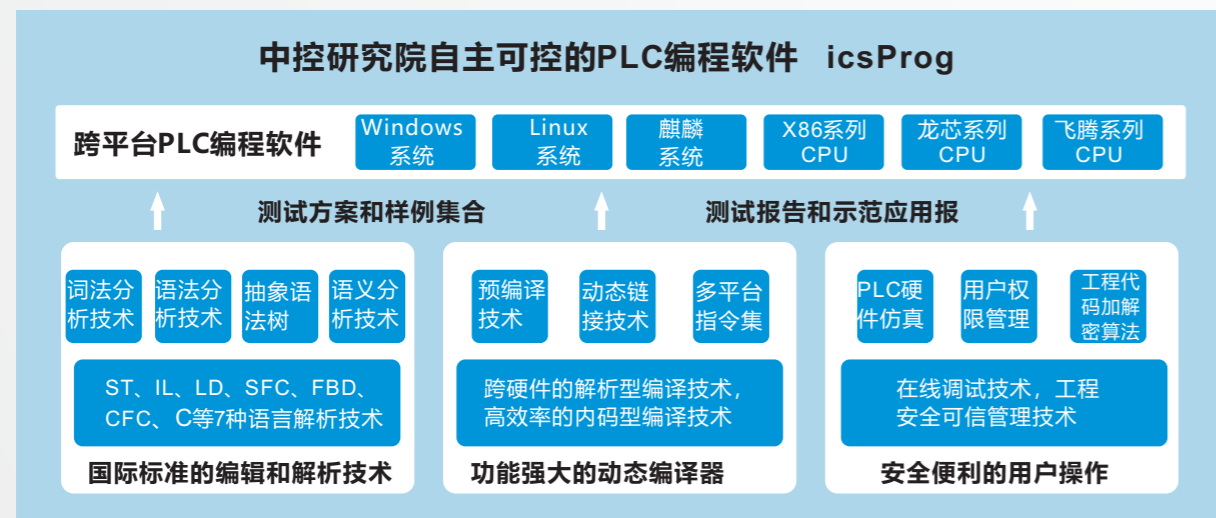 中控研究院自主可控的PLC编程软件 icsProg
跨平台PLC编程软件
Windows
系统
Linux
系统
麒麟
系统
X86系列
CPU
龙芯系列
CPU
飞腾系列
CPU
测试方案和样例集合
测试报告和示范应用报
词法分
析技术
语法分
析技术
抽象语
法树
语义分
析技术
ST、IL、LD、SFC、FBD、
CFC、C等7种语言解析技术
国际标准的编辑和解析技术
预编译
技术
动态链
接技术
多平台
指令集
跨硬件的解析型编译技术，
高效率的内码型编译技术
功能强大的动态编译器
PLC硬
件仿真
用户权
限管理
工程代
码加解
密算法
在线调试技术，工程
安全可信管理技术
安全便利的用户操作